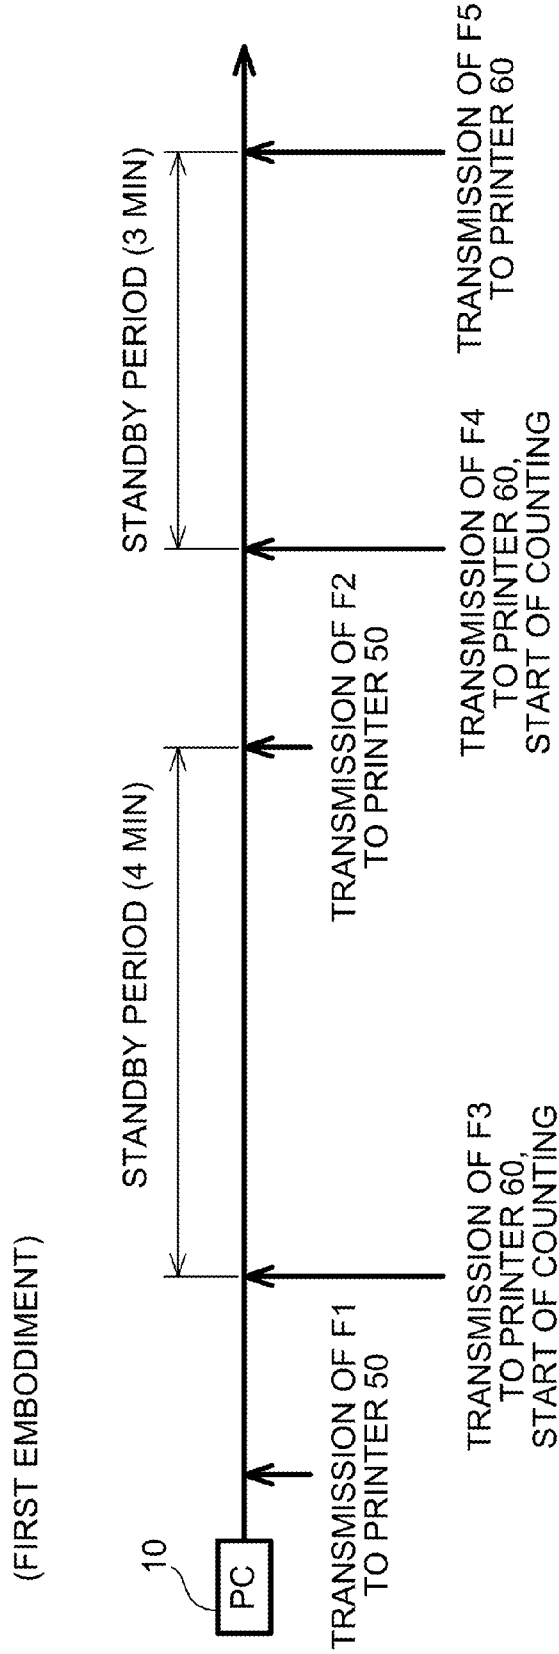 (FIRST EMBODIMENT)
STANDBY PERIOD (4 MIN)
STANDBY PERIOD (3 MIN)
10
PC
TRANSMISSION OF F1
TO PRINTER 50
TRANSMISSION OF F3
TO PRINTER 60,
START OF COUNTING
TRANSMISSION OF F2
TO PRINTER 50
TRANSMISSION OF F4
TO PRINTER 60,
START OF COUNTING
TRANSMISSION OF F5
TO PRINTER 60